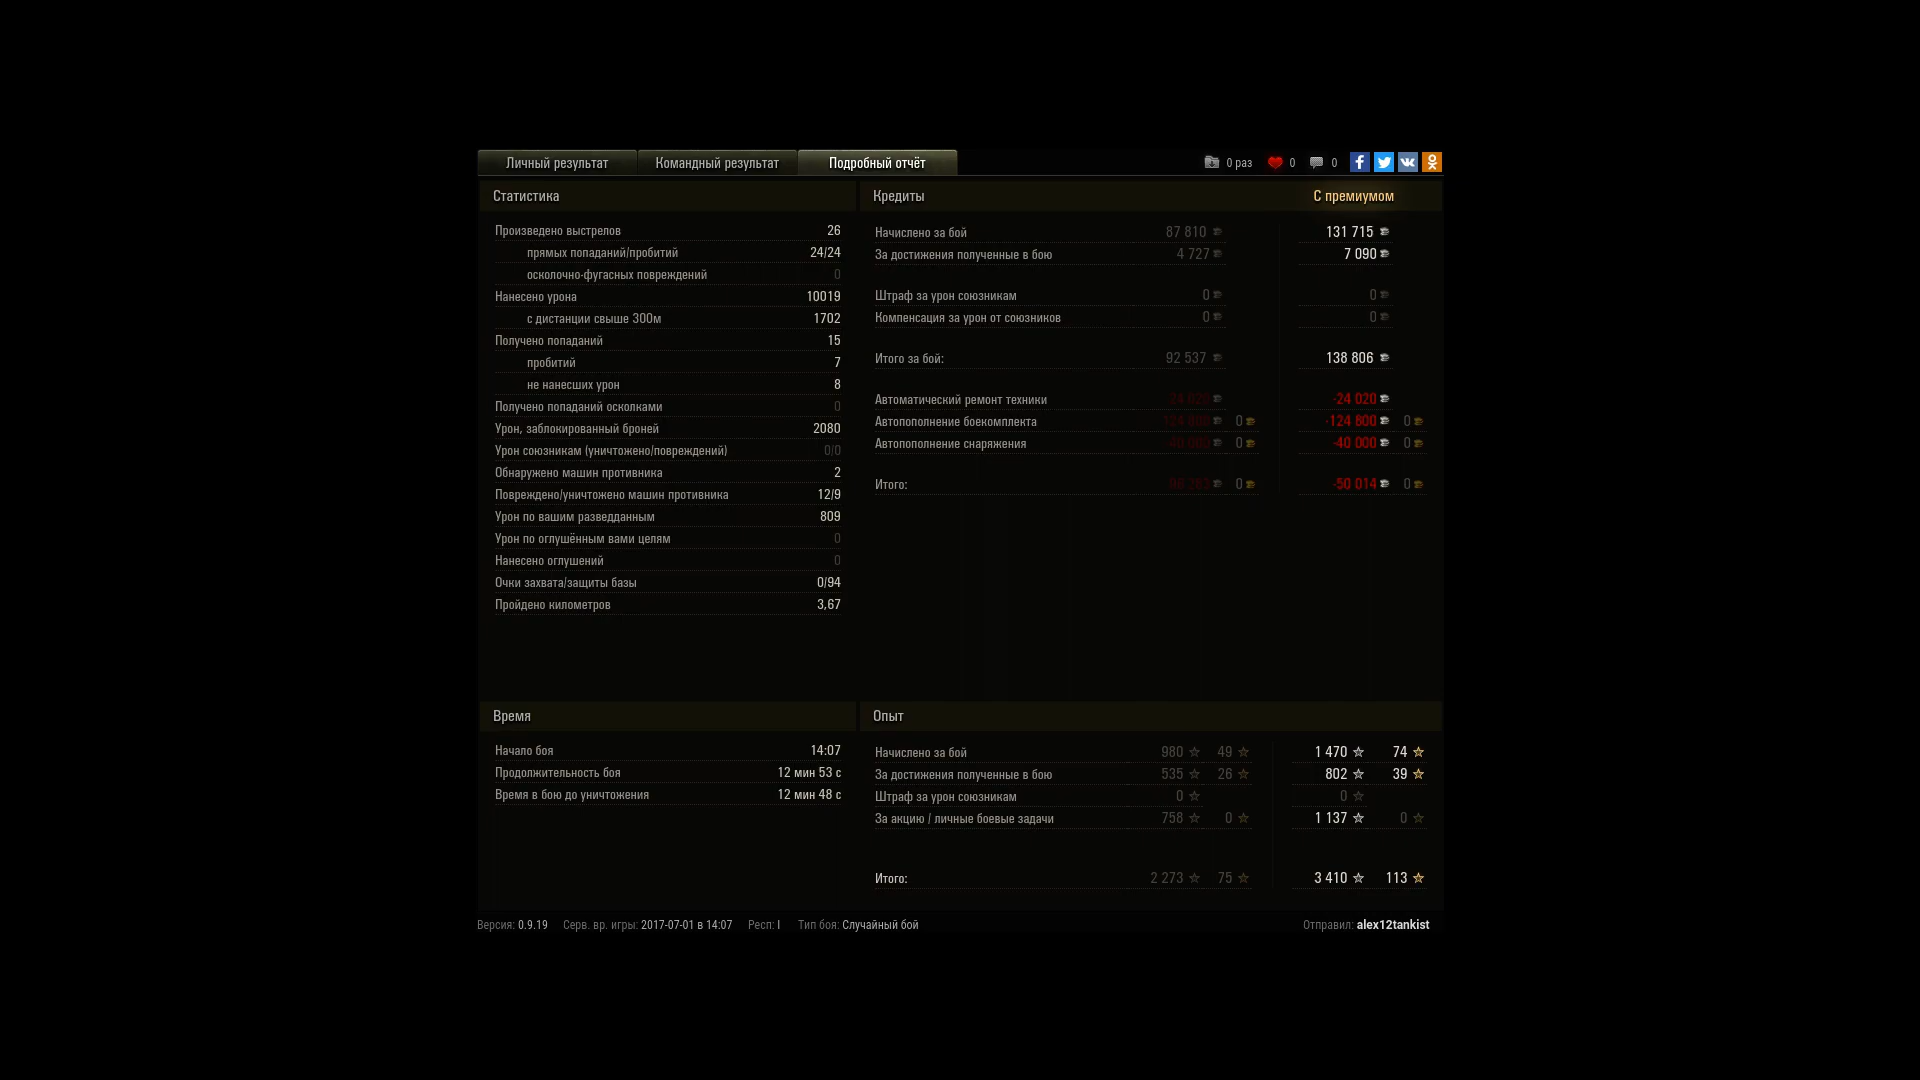 Личный результат Командный результат Подробный отчёт 0 раз 0 0
Статистика
Произведено выстрелов 26
прямых попаданий/пробитий 24/24
осколочно-фугасных повреждений 0
Нанесено урона 10019
с дистанции свыше 300м 1702
Получено попаданий 15
пробитий 7
не нанесших урон 8
Получено попаданий осколками 0
Урон, заблокированный броней 2080
Урон союзникам (уничтожено/повреждений) 0/0
Обнаружено машин противника 2
Повреждено/уничтожено машин противника 12/9
Урон по вашим разведданным 809
Урон по оглушённым вами целям 0
Нанесено оглушений 0
Очки захвата/защиты базы 0/94
Пройдено километров 3,67
Кредиты С премиумом
Начислено за бой 87 810 131 715
За достижения полученные в бою 4 727 7 090
Штраф за урон союзникам 0 0
Компенсация за урон от союзников 0 0
Итого за бой: 92 537 138 806
Автоматический ремонт техники -24 020 -24 020
Автопополнение боекомплекта -124 800 0 -124 800 0
Автопополнение снаряжения -40 000 0 -40 000 0
Итого: -96 283 0 -50 014 0
Время
Начало боя 14:07
Продолжительность боя 12 мин 53 с
Время в бою до уничтожения 12 мин 48 с
Опыт
Начислено за бой 980 49 1 470 74
За достижения полученные в бою 535 26 802 39
Штраф за урон союзникам 0 0
За акцию / личные боевые задачи 758 0 1 137 0
Итого: 2 273 75 3 410 113
Версия: 0.9.19 Серв. вр. игры: 2017-07-01 в 14:07 Респ: I Тип боя: Случайный бой Отправил: alex12tankist